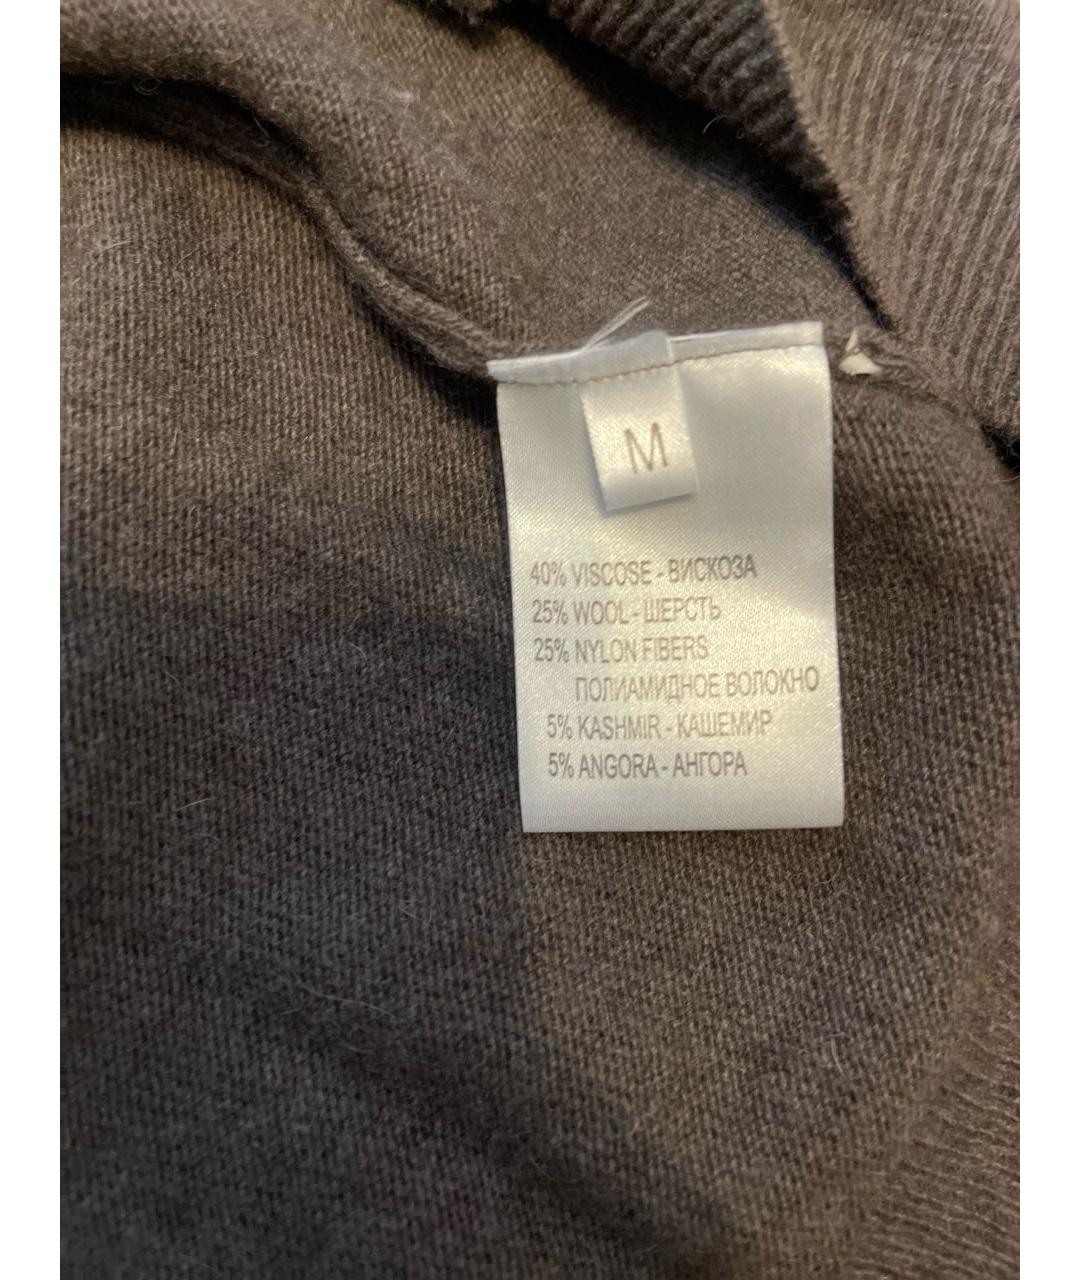 M
40% VISCOSE - ВИСКОЗА
25% WOOL - ШЕРСТЬ
25% NYLON FIBERS
ПОЛИАМИДНОЕ ВОЛОКНО
5% KASHMIR - КАШЕМИР
5% ANGORA - АНГОРА